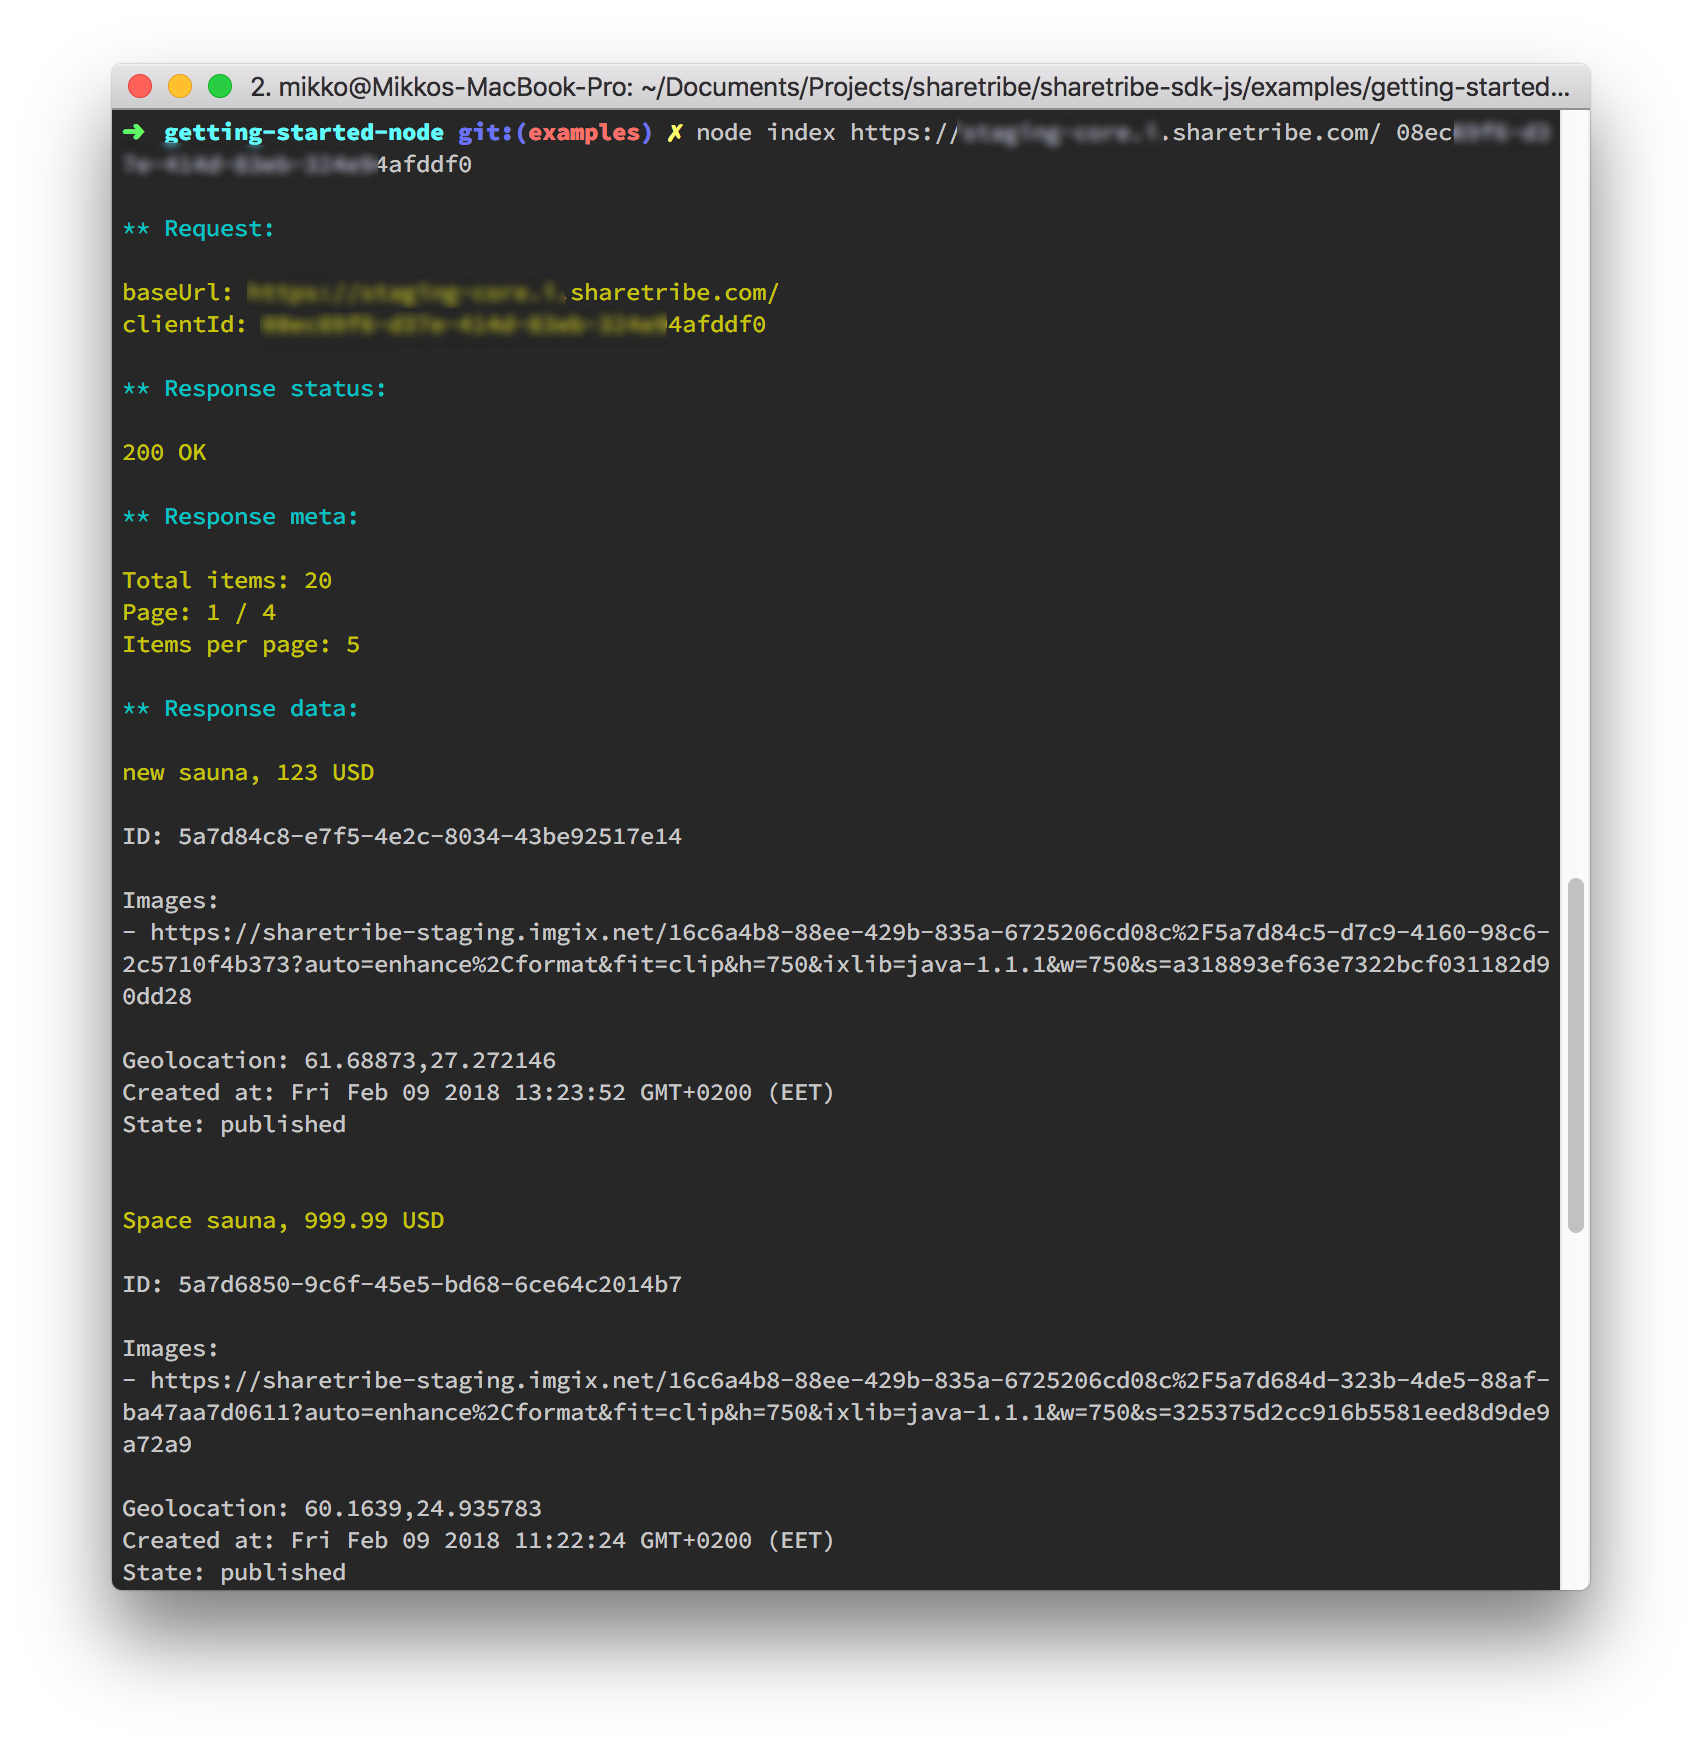 2. mikko@Mikkos-MacBook-Pro: ~/Documents/Projects/sharetribe/sharetribe-sdk-js/examples/getting-started...
➜ getting-started-node git:(examples) ✗ node index https:// .sharetribe.com/ 08ec
4afddf0
** Request:
baseUrl: .sharetribe.com/
clientId: 4afddf0
** Response status:
200 OK
** Response meta:
Total items: 20
Page: 1 / 4
Items per page: 5
** Response data:
new sauna, 123 USD
ID: 5a7d84c8-e7f5-4e2c-8034-43be92517e14
Images:
- https://sharetribe-staging.imgix.net/16c6a4b8-88ee-429b-835a-6725206cd08c%2F5a7d84c5-d7c9-4160-98c6-
2c5710f4b373?auto=enhance%2Cformat&fit=clip&h=750&ixlib=java-1.1.1&w=750&s=a318893ef63e7322bcf031182d9
0dd28
Geolocation: 61.68873,27.272146
Created at: Fri Feb 09 2018 13:23:52 GMT+0200 (EET)
State: published
Space sauna, 999.99 USD
ID: 5a7d6850-9c6f-45e5-bd68-6ce64c2014b7
Images:
- https://sharetribe-staging.imgix.net/16c6a4b8-88ee-429b-835a-6725206cd08c%2F5a7d684d-323b-4de5-88af-
ba47aa7d0611?auto=enhance%2Cformat&fit=clip&h=750&ixlib=java-1.1.1&w=750&s=325375d2cc916b5581eed8d9de9
a72a9
Geolocation: 60.1639,24.935783
Created at: Fri Feb 09 2018 11:22:24 GMT+0200 (EET)
State: published